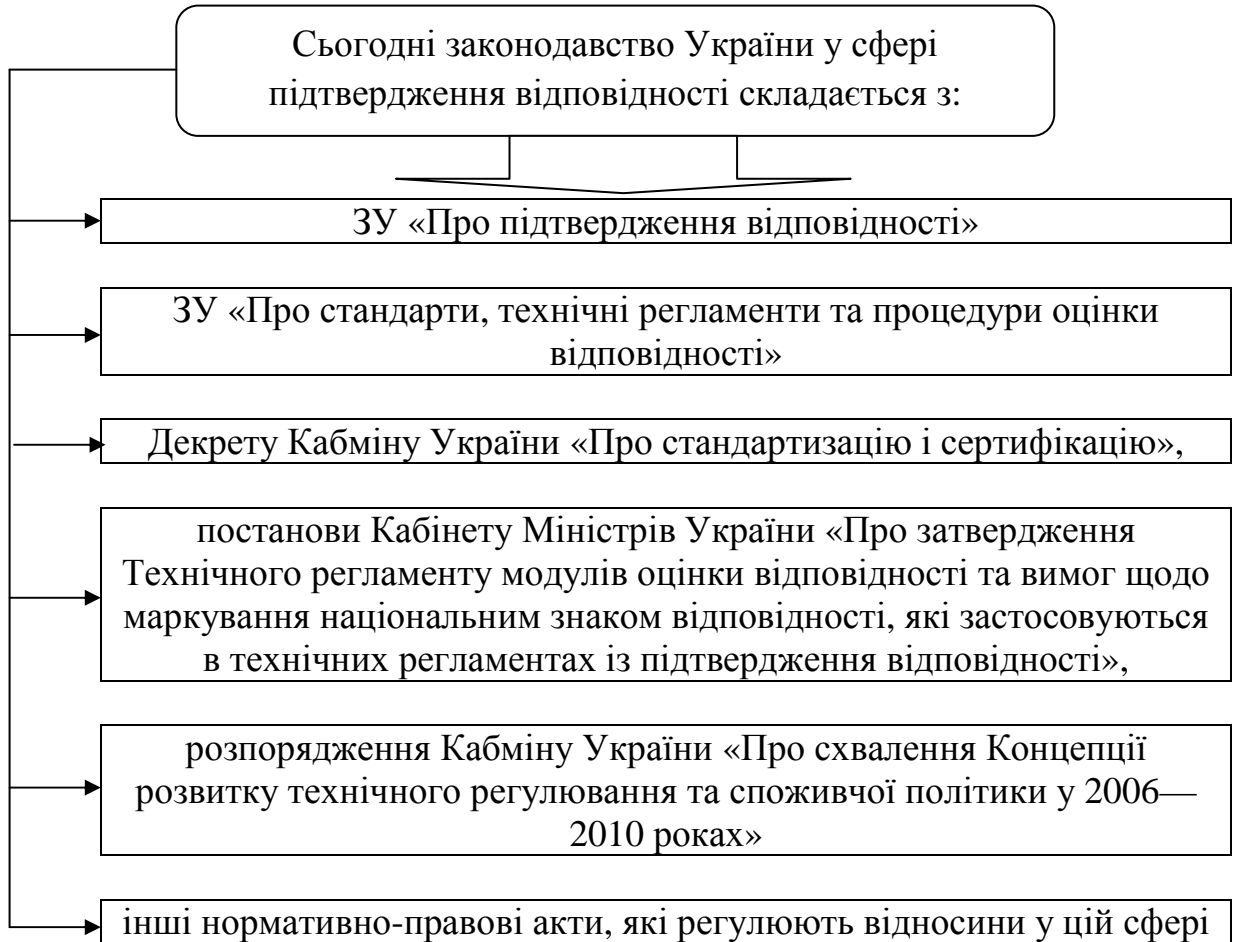 Сьогодні законодавство України у сфері
підтвердження відповідності складається з:
ЗУ «Про підтвердження відповідності»
ЗУ «Про стандарти, технічні регламенти та процедури оцінки
відповідності»
Декрету Кабміну України «Про стандартизацію і сертифікацію»,
постанови Кабінету Міністрів України «Про затвердження
Технічного регламенту модулів оцінки відповідності та вимог щодо
маркування національним знаком відповідності, які застосовуються
в технічних регламентах із підтвердження відповідності»,
розпорядження Кабміну України «Про схвалення Концепції
розвитку технічного регулювання та споживчої політики у 2006—
2010 роках»
інші нормативно-правові акти, які регулюють відносини у цій сфері